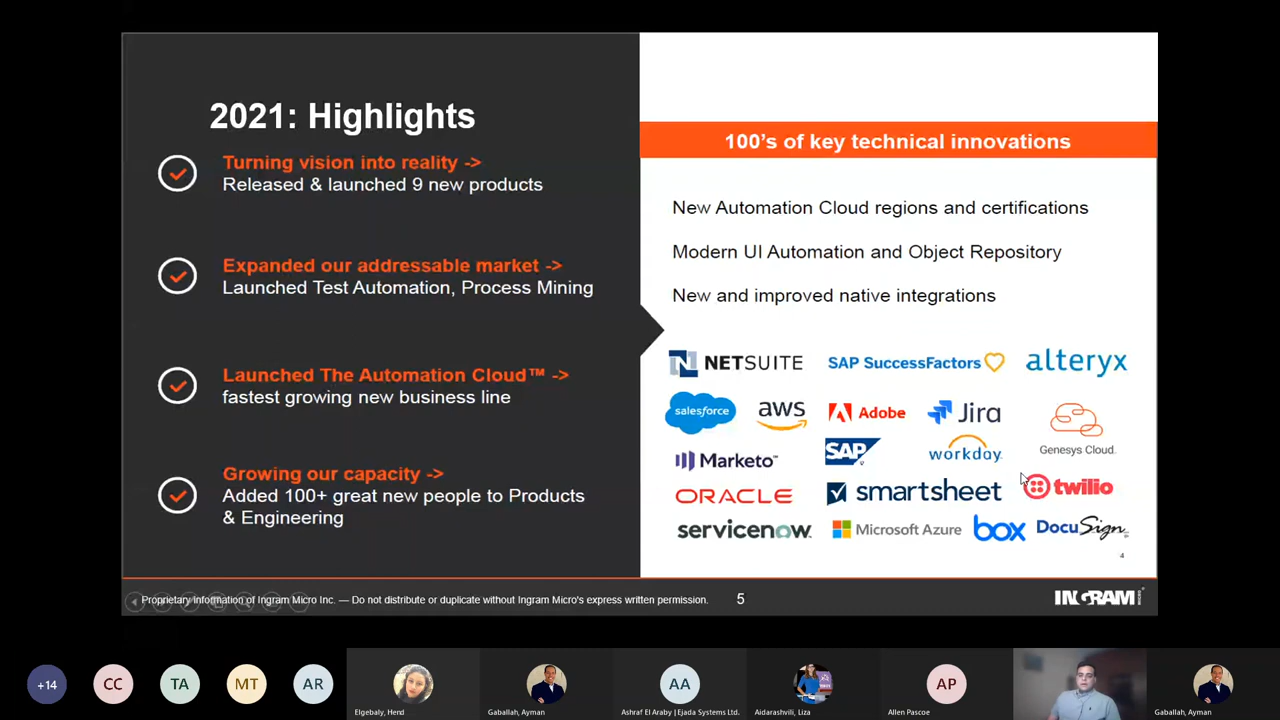 2021: Highlights
Turning vision into reality ->
Released & launched 9 new products
Expanded our addressable market ->
Launched Test Automation, Process Mining
Launched The Automation Cloud™ ->
fastest growing new business line
Growing our capacity ->
Added 100+ great new people to Products
& Engineering
100's of key technical innovations
New Automation Cloud regions and certifications
Modern UI Automation and Object Repository
New and improved native integrations
N NETSUITE
SAP SuccessFactors
alteryx
salesforce
aws
Adobe
Jira
Genesys Cloud
Marketo
SAP
workday
ORACLE
smartsheet
twilio
servicenow
Microsoft Azure
box
DocuSign
4
Proprietary information of Ingram Micro Inc. — Do not distribute or duplicate without Ingram Micro's express written permission.
5
INGRAM MICRO
+14
CC
TA
MT
AR
Elgebaly, Hend
Gaballah, Ayman
AA
Ashraf El Araby | Ejada Systems Ltd.
Aidarashvili, Liza
AP
Allen Pascoe
Gaballah, Ayman